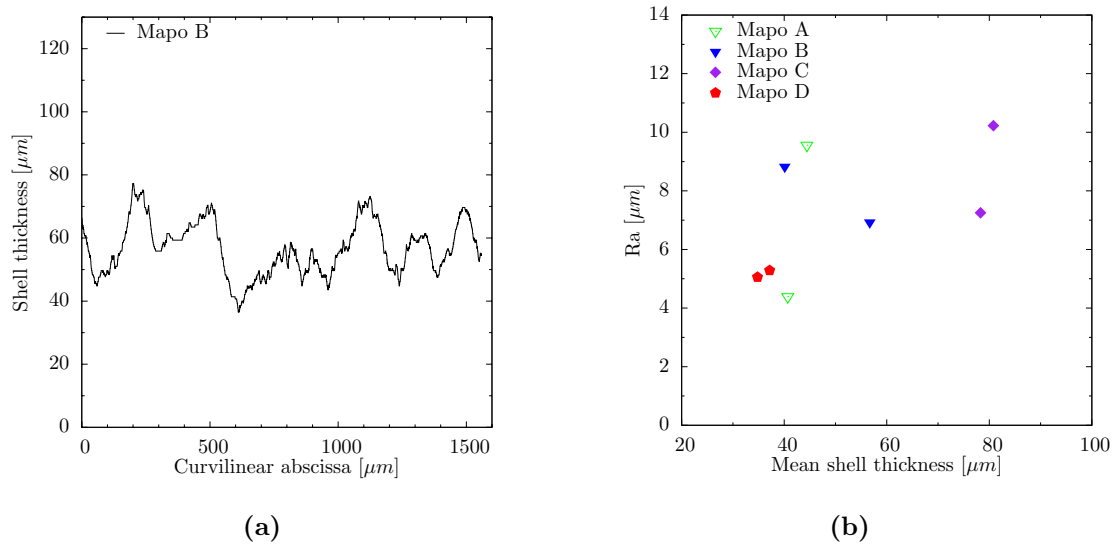 Mapo B
Shell thickness [μm]
0
20
40
60
80
100
120
0
500
1000
1500
Curvilinear abscissa [μm]
(a)
Mapo A
Mapo B
Mapo C
Mapo D
Ra [μm]
0
2
4
6
8
10
12
14
20
40
60
80
100
Mean shell thickness [μm]
(b)